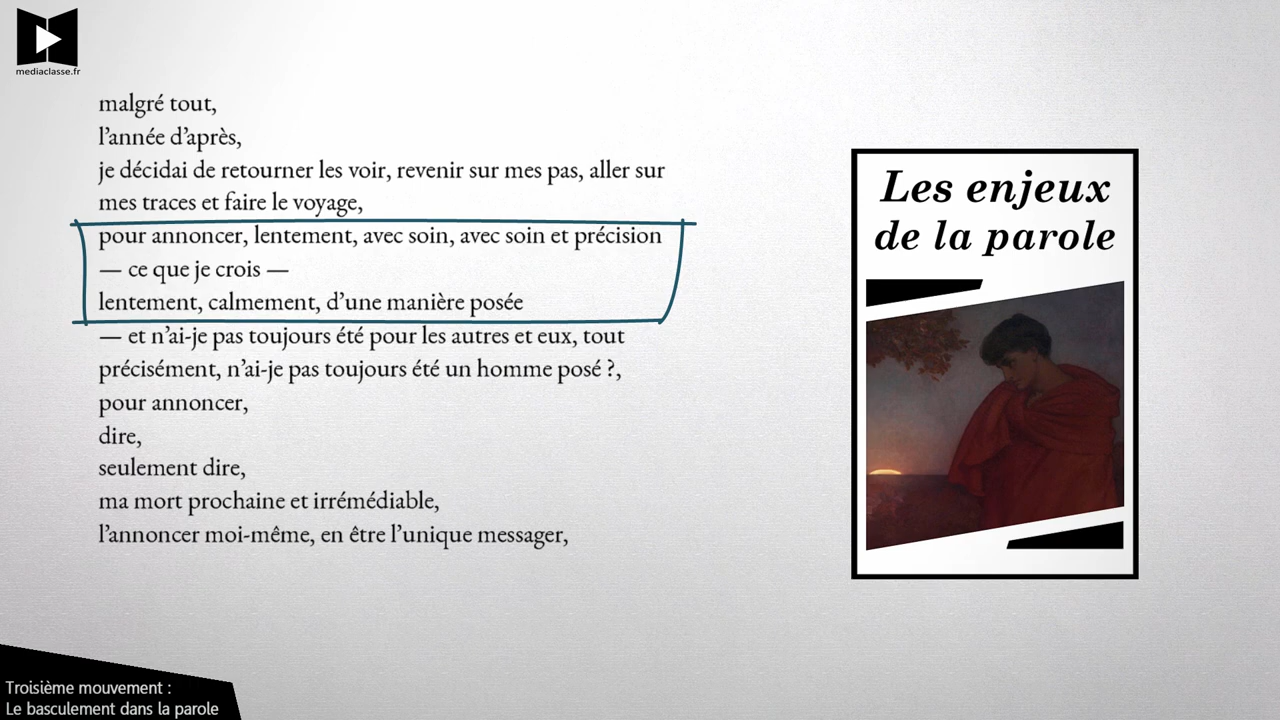 mediaclasse.fr
malgré tout,
l’année d’après,
je décidai de retourner les voir, revenir sur mes pas, aller sur
mes traces et faire le voyage,
pour annoncer, lentement, avec soin, avec soin et précision
— ce que je crois —
lentement, calmement, d’une manière posée
— et n’ai-je pas toujours été pour les autres et eux, tout
précisément, n’ai-je pas toujours été un homme posé ?,
pour annoncer,
dire,
seulement dire,
ma mort prochaine et irrémédiable,
l’annoncer moi-même, en être l’unique messager,
Les enjeux
de la parole
Troisième mouvement :
Le basculement dans la parole